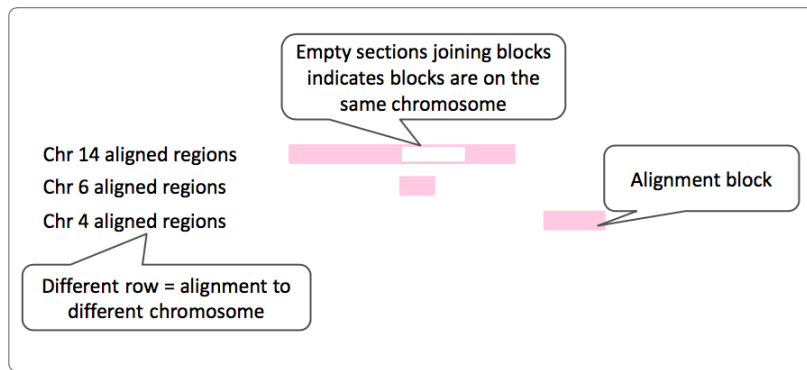 Empty sections joining blocks
indicates blocks are on the
same chromosome
Chr 14 aligned regions
Chr 6 aligned regions
Alignment block
Chr 4 aligned regions
Different row = alignment to
different chromosome